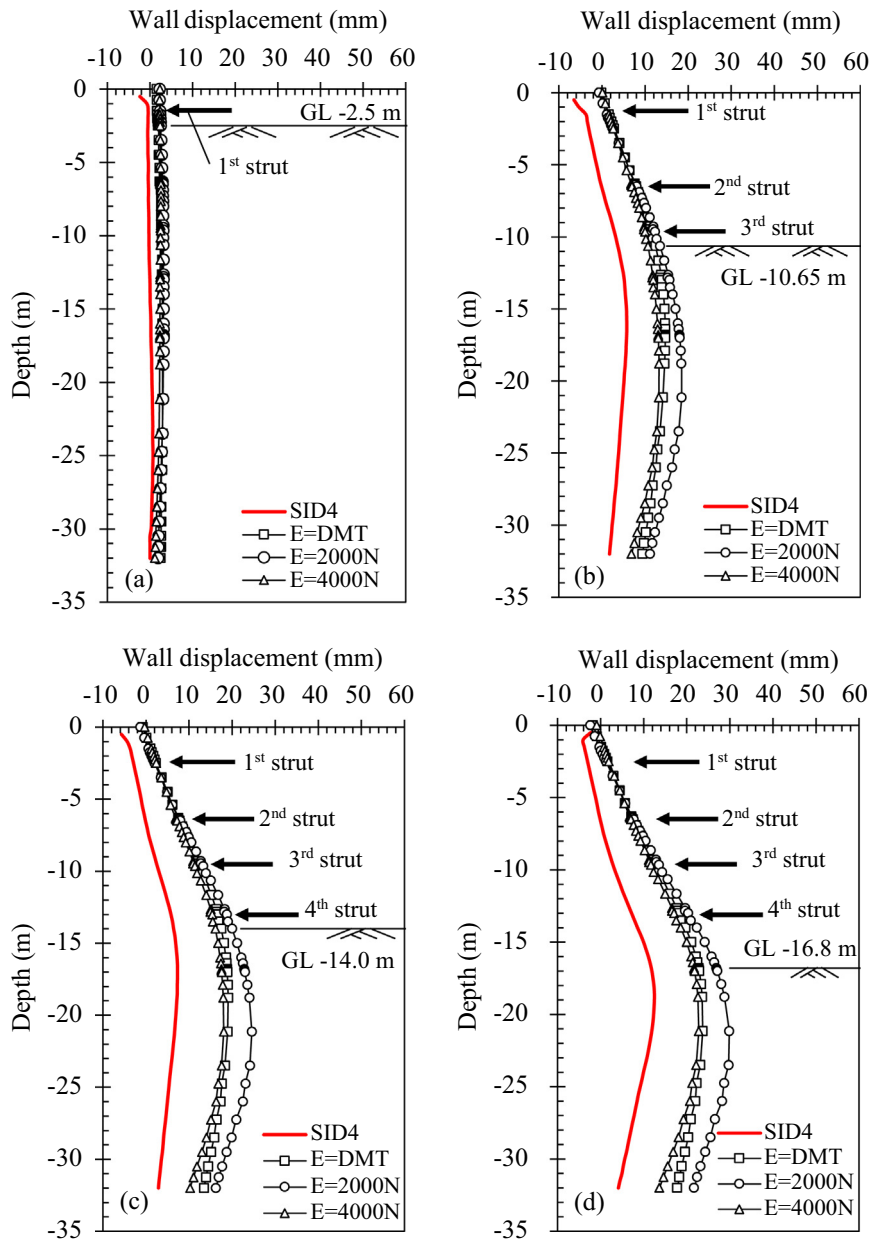 Wall displacement (mm)
-10 0 10 20 30 40 50 60
0
-5
-10
-15
-20
-25
-30
-35
Depth (m)
GL -2.5 m
1st strut
SID4
E=DMT
E=2000N
E=4000N
(a)
Wall displacement (mm)
-10 0 10 20 30 40 50 60
0
-5
-10
-15
-20
-25
-30
-35
Depth (m)
1st strut
2nd strut
3rd strut
GL -10.65 m
SID4
E=DMT
E=2000N
E=4000N
(b)
Wall displacement (mm)
-10 0 10 20 30 40 50 60
0
-5
-10
-15
-20
-25
-30
-35
Depth (m)
1st strut
2nd strut
3rd strut
4th strut
GL -14.0 m
SID4
E=DMT
E=2000N
E=4000N
(c)
Wall displacement (mm)
-10 0 10 20 30 40 50 60
0
-5
-10
-15
-20
-25
-30
-35
Depth (m)
1st strut
2nd strut
3rd strut
4th strut
GL -16.8 m
SID4
E=DMT
E=2000N
E=4000N
(d)